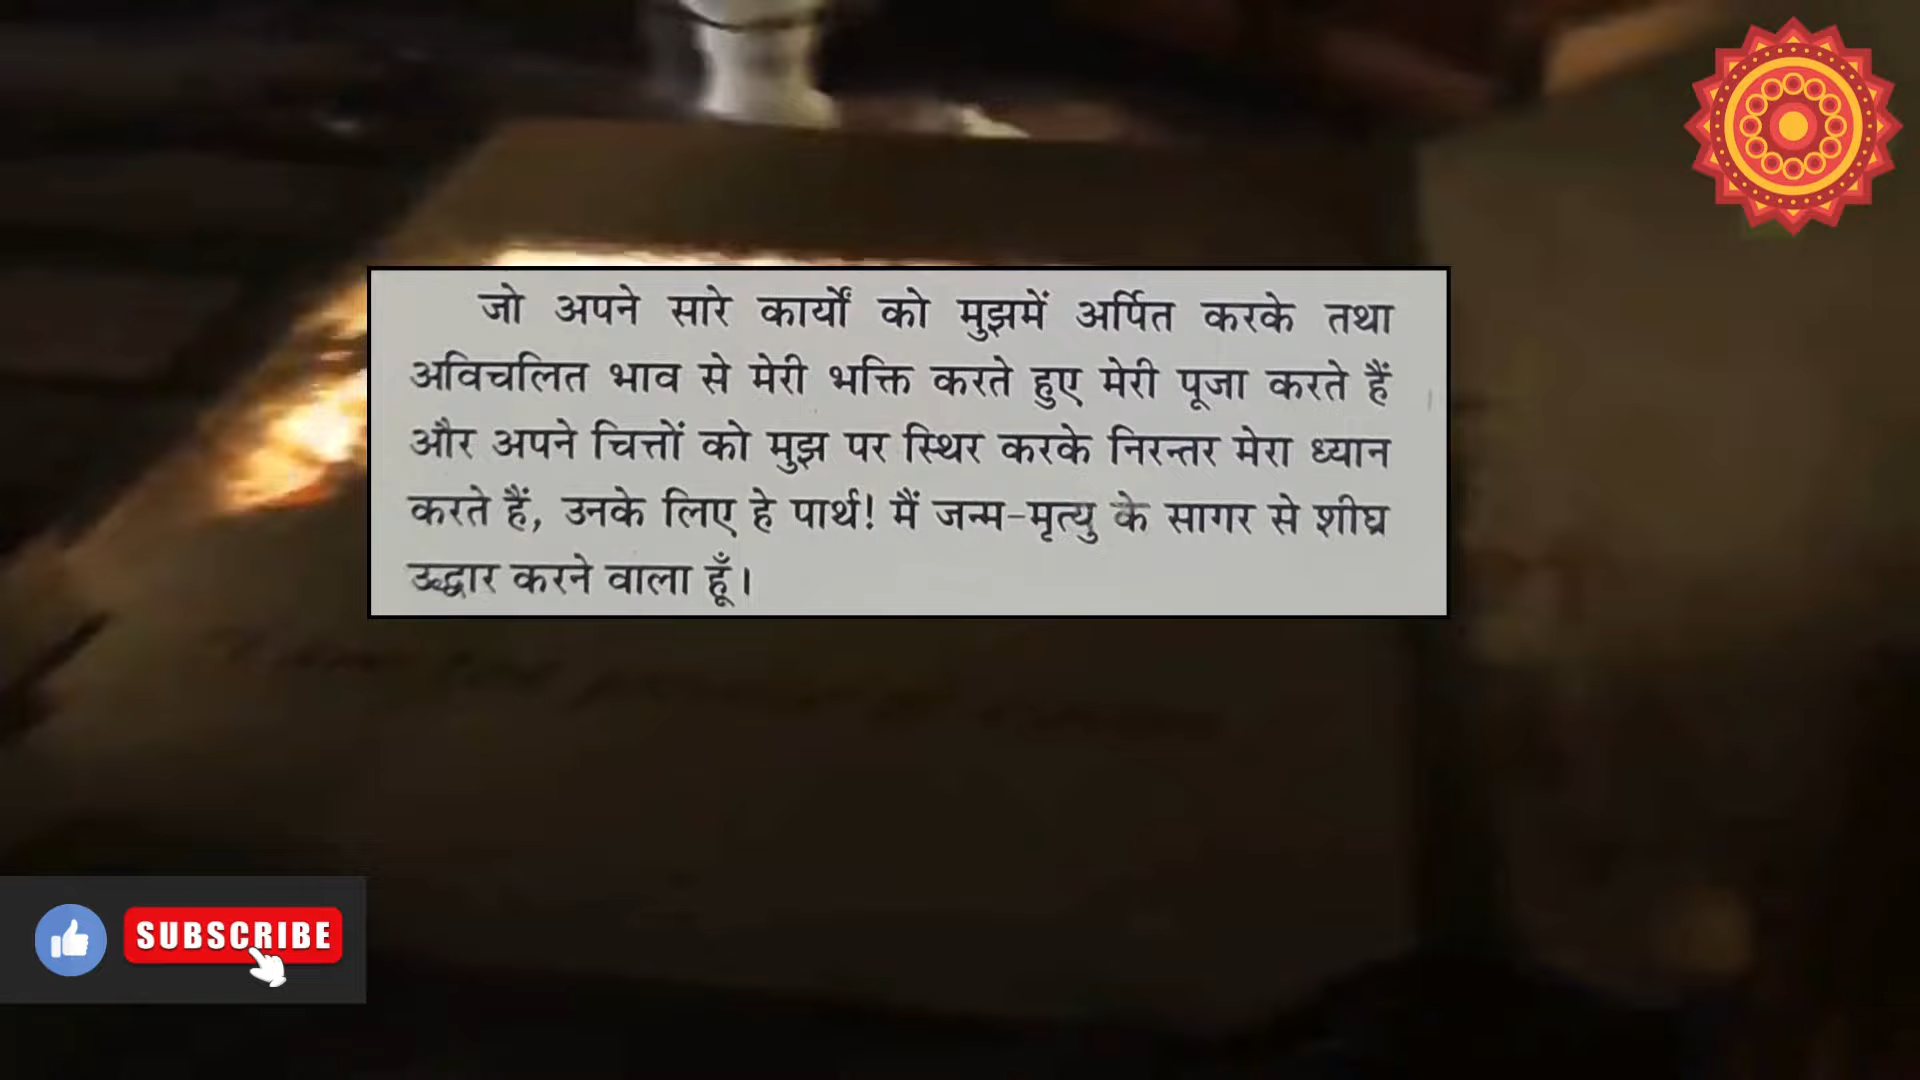 जो अपने सारे कार्यों को मुझमें अर्पित करके तथा
अविचलित भाव से मेरी भक्ति करते हुए मेरी पूजा करते हैं
और अपने चित्तों को मुझ पर स्थिर करके निरन्तर मेरा ध्यान
करते हैं, उनके लिए हे पार्थ! मैं जन्म-मृत्यु के सागर से शीघ्र
उद्धार करने वाला हूँ।
SUBSCRIBE